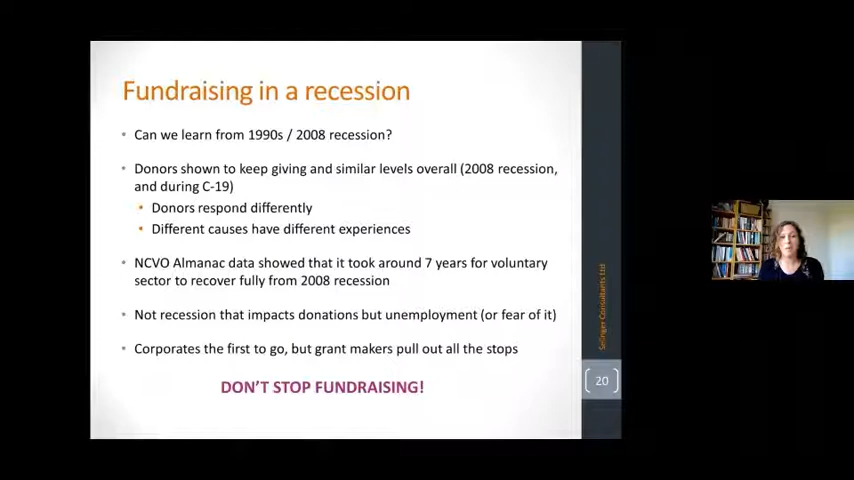 Fundraising in a recession
• Can we learn from 1990s / 2008 recession?
• Donors shown to keep giving and similar levels overall (2008 recession,
and during C-19)
• Donors respond differently
• Different causes have different experiences
• NCVO Almanac data showed that it took around 7 years for voluntary
sector to recover fully from 2008 recession
• Not recession that impacts donations but unemployment (or fear of it)
• Corporates the first to go, but grant makers pull out all the stops
DON'T STOP FUNDRAISING!
Selinger Consultants Ltd
20